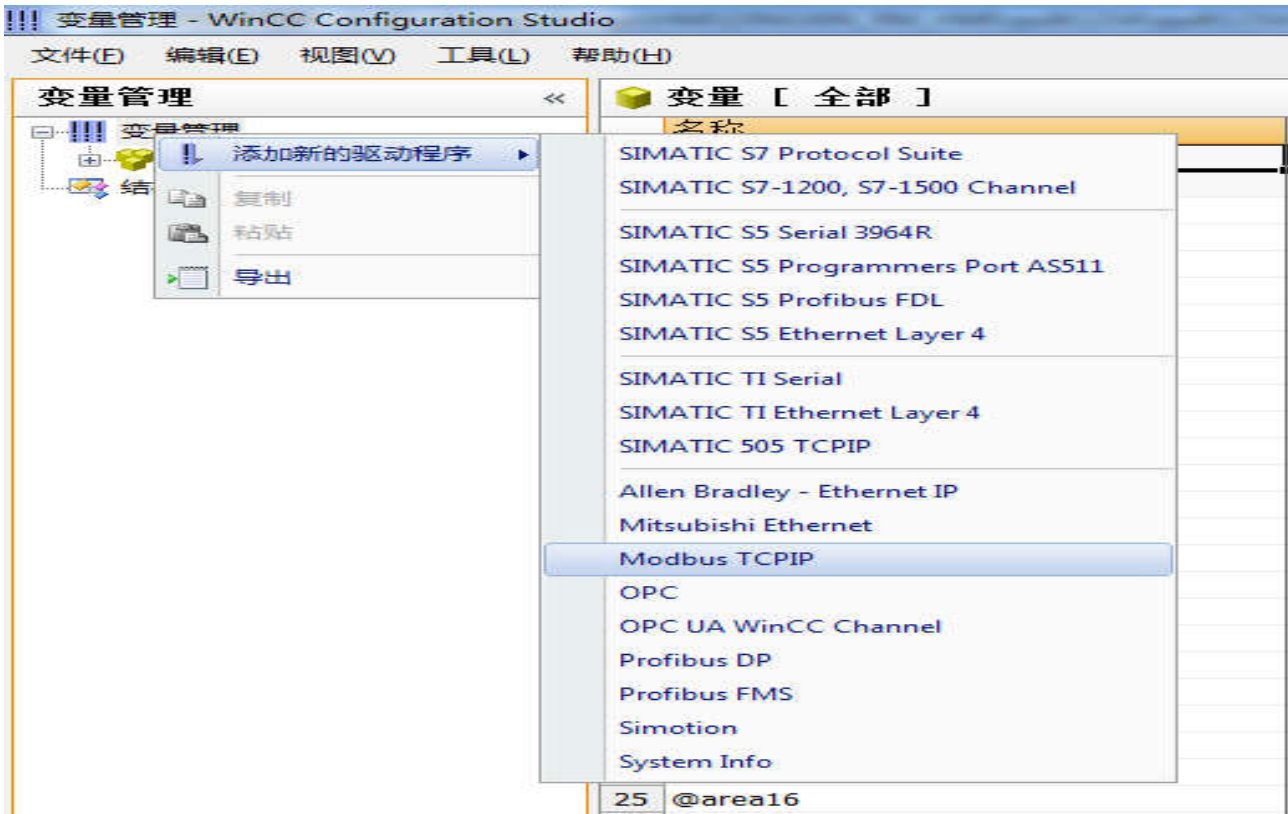 变量管理 - WinCC Configuration Studio
文件(F) 编辑(E) 视图(V) 工具(L) 帮助(H)
变量管理 «
变量 [ 全部 ]
变量管理
名称
结
添加新的驱动程序
复制
粘贴
导出
SIMATIC S7 Protocol Suite
SIMATIC S7-1200, S7-1500 Channel
SIMATIC S5 Serial 3964R
SIMATIC S5 Programmers Port AS511
SIMATIC S5 Profibus FDL
SIMATIC S5 Ethernet Layer 4
SIMATIC TI Serial
SIMATIC TI Ethernet Layer 4
SIMATIC 505 TCPIP
Allen Bradley - Ethernet IP
Mitsubishi Ethernet
Modbus TCPIP
OPC
OPC UA WinCC Channel
Profibus DP
Profibus FMS
Simotion
System Info
25 @area16